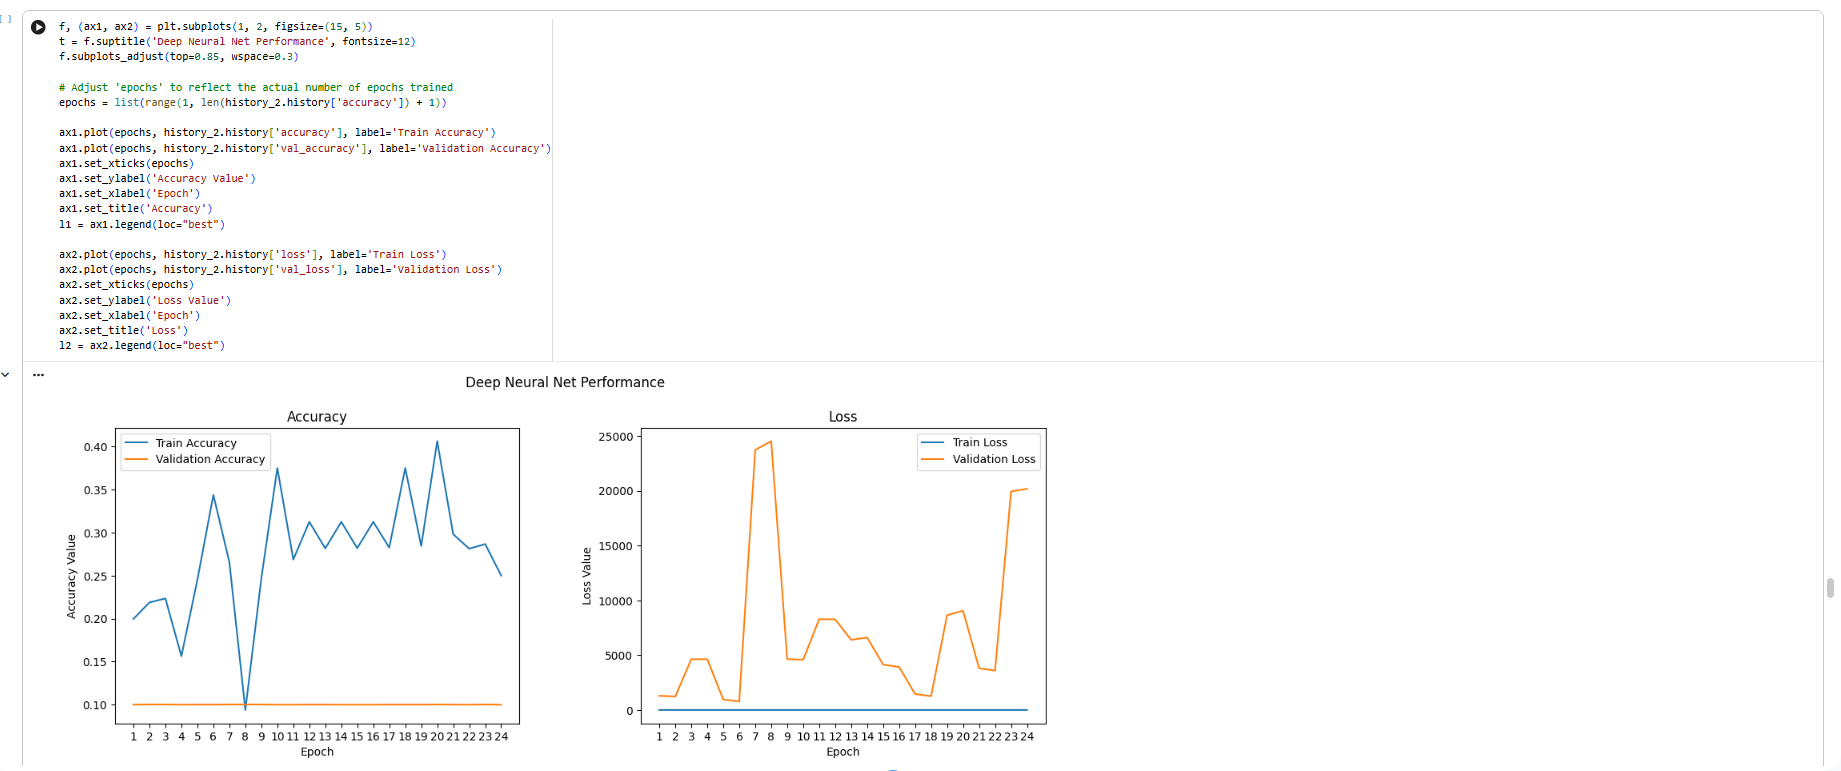 [ ]
f, (ax1, ax2) = plt.subplots(1, 2, figsize=(15, 5))
t = f.suptitle('Deep Neural Net Performance', fontsize=12)
f.subplots_adjust(top=0.85, wspace=0.3)
# Adjust 'epochs' to reflect the actual number of epochs trained
epochs = list(range(1, len(history_2.history['accuracy']) + 1))
ax1.plot(epochs, history_2.history['accuracy'], label='Train Accuracy')
ax1.plot(epochs, history_2.history['val_accuracy'], label='Validation Accuracy')
ax1.set_xticks(epochs)
ax1.set_ylabel('Accuracy Value')
ax1.set_xlabel('Epoch')
ax1.set_title('Accuracy')
l1 = ax1.legend(loc="best")
ax2.plot(epochs, history_2.history['loss'], label='Train Loss')
ax2.plot(epochs, history_2.history['val_loss'], label='Validation Loss')
ax2.set_xticks(epochs)
ax2.set_ylabel('Loss Value')
ax2.set_xlabel('Epoch')
ax2.set_title('Loss')
l2 = ax2.legend(loc="best")
Deep Neural Net Performance
Accuracy
Train Accuracy
Validation Accuracy
0.40
0.35
0.30
0.25
0.20
0.15
0.10
Accuracy Value
1 2 3 4 5 6 7 8 9 10 11 12 13 14 15 16 17 18 19 20 21 22 23 24
Epoch
Loss
Train Loss
Validation Loss
25000
20000
15000
10000
5000
0
Loss Value
1 2 3 4 5 6 7 8 9 10 11 12 13 14 15 16 17 18 19 20 21 22 23 24
Epoch